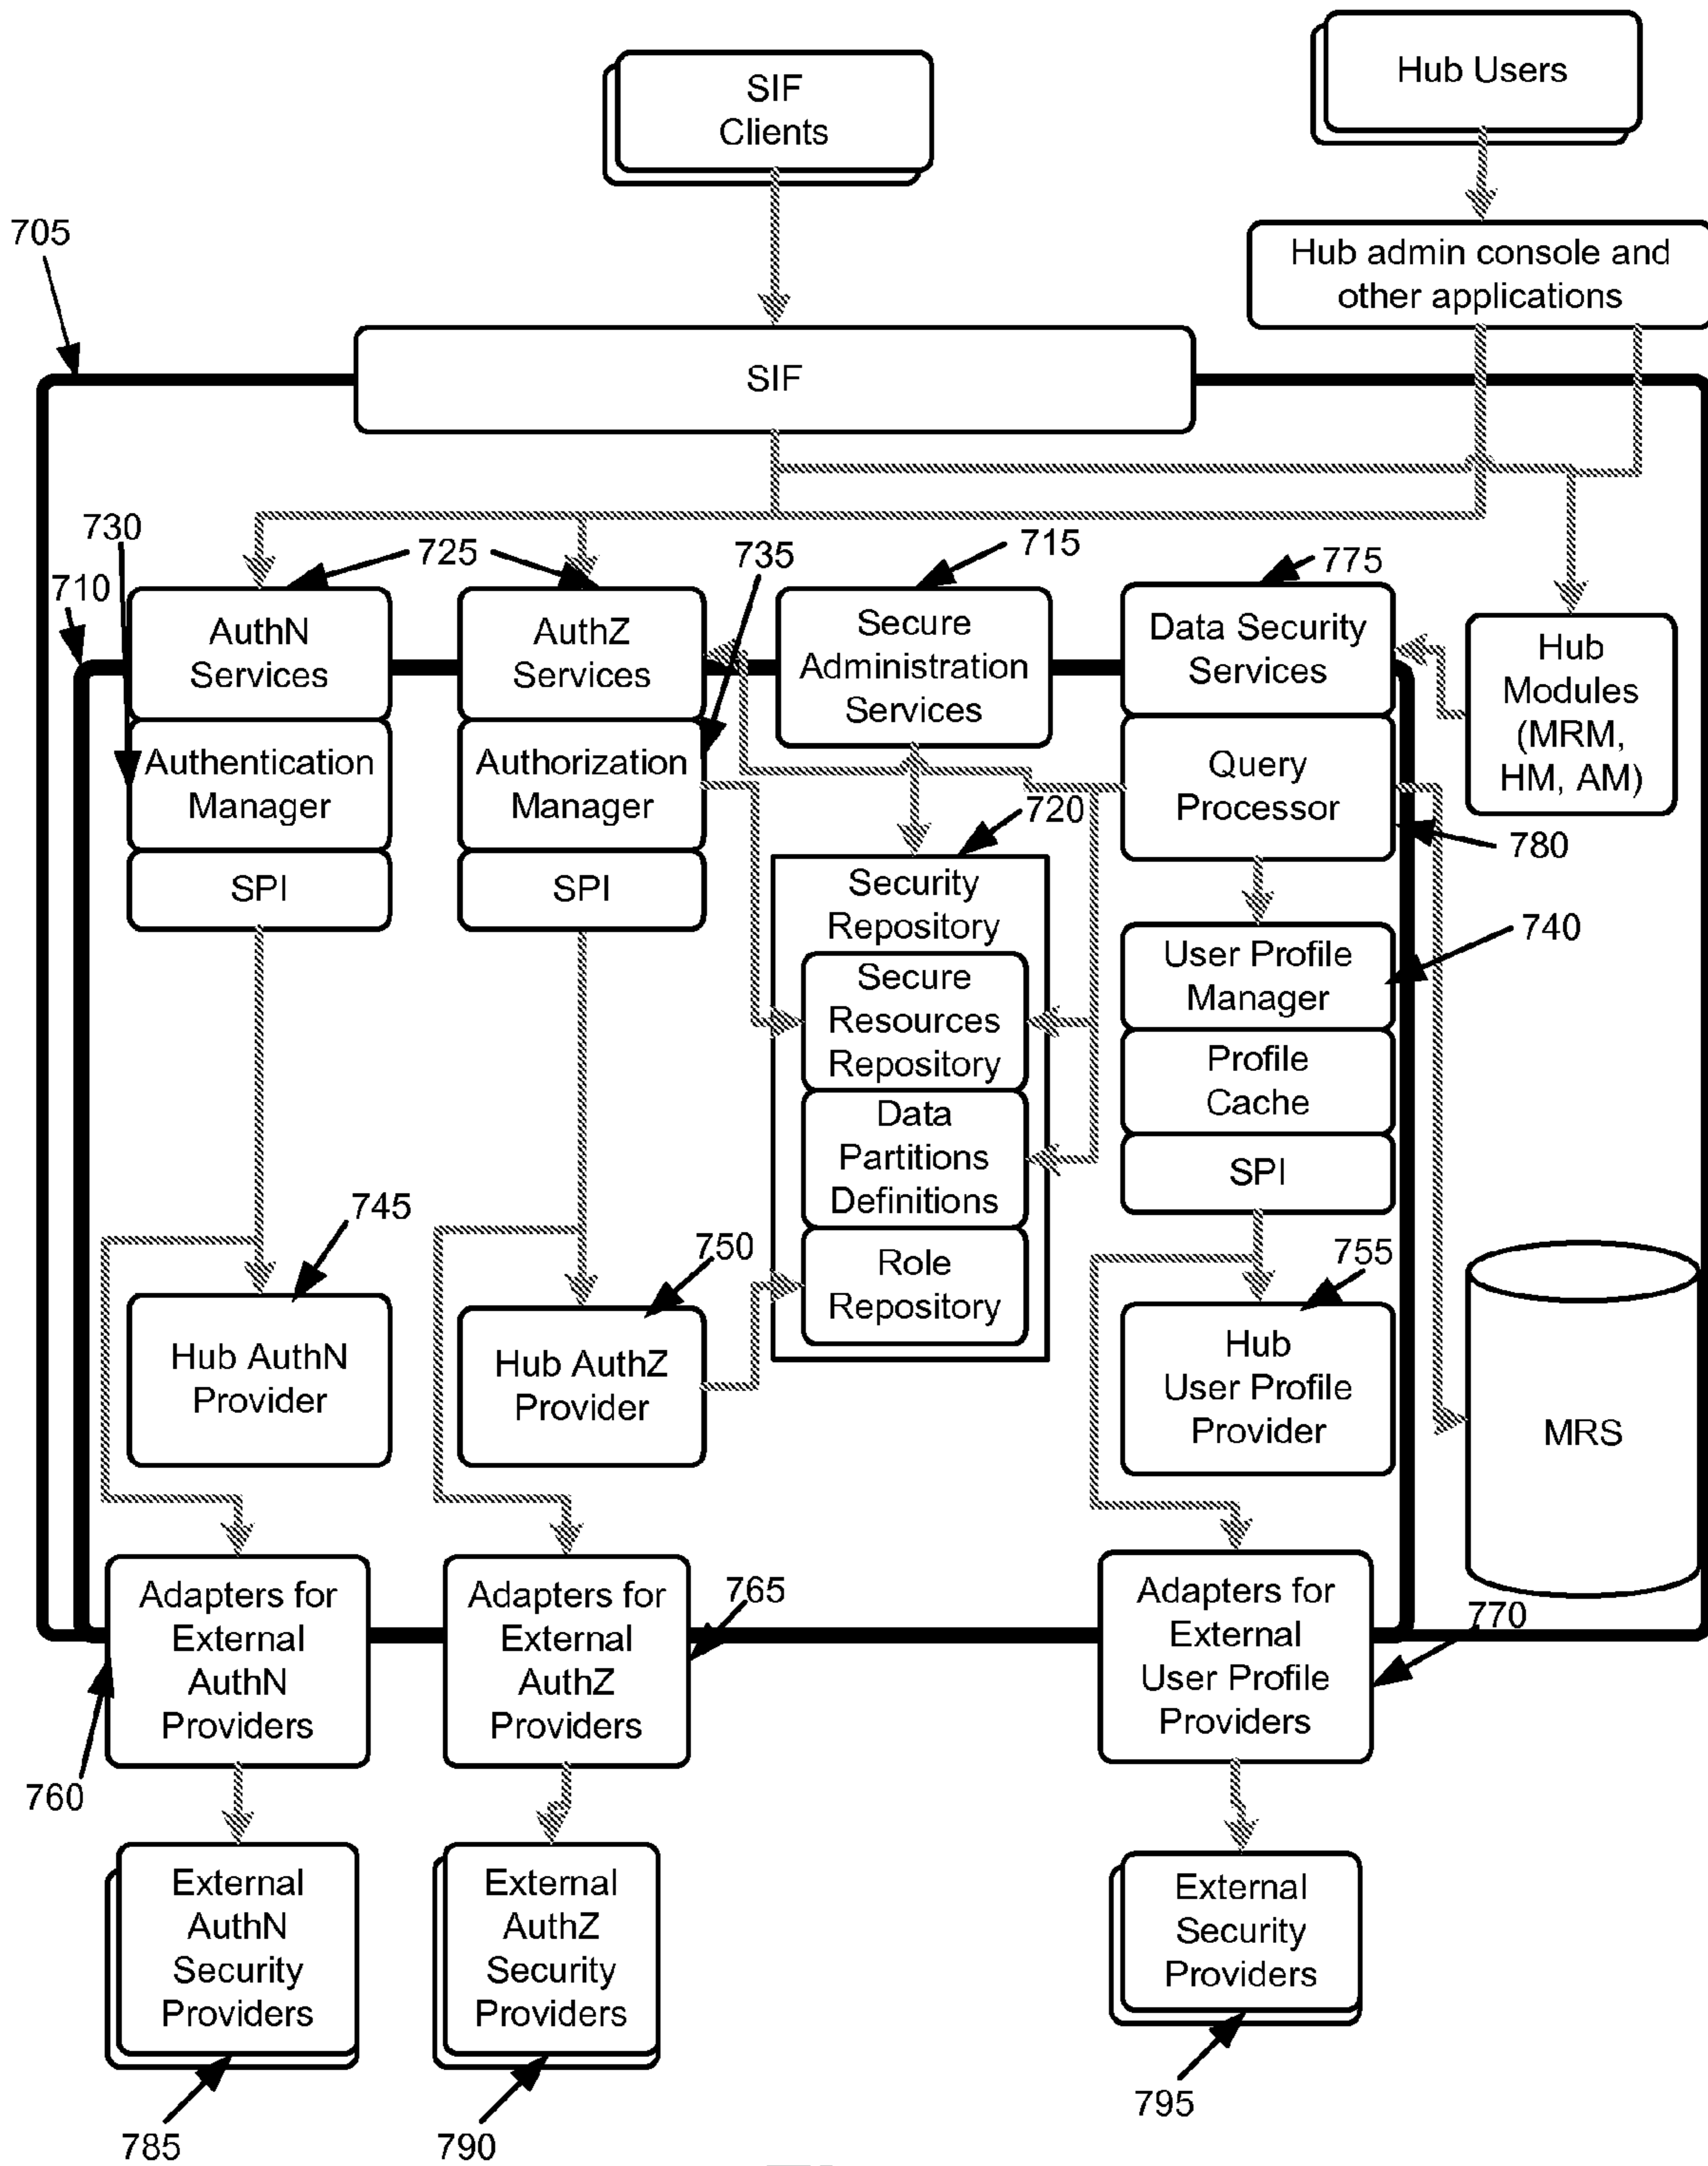 Hub Users
SIF
Clients
705
Hub admin console and
other applications
SIF
730
725
735
715
775
710
AuthN
Services
AuthZ
Services
Secure
Administration
Services
Data Security
Services
Hub
Modules
(MRM,
HM, AM)
Authentication
Manager
Authorization
Manager
Query
Processor
720
780
SPI
SPI
Security
Repository
740
User Profile
Manager
Secure
Resources
Repository
Profile
Cache
Data
Partitions
Definitions
SPI
745
750
755
Role
Repository
Hub AuthN
Provider
Hub AuthZ
Provider
Hub
User Profile
Provider
MRS
765
770
Adapters for
External
AuthN
Providers
Adapters for
External
AuthZ
Providers
Adapters for
External
User Profile
Providers
760
External
AuthN
Security
Providers
External
AuthZ
Security
Providers
External
Security
Providers
795
785
790